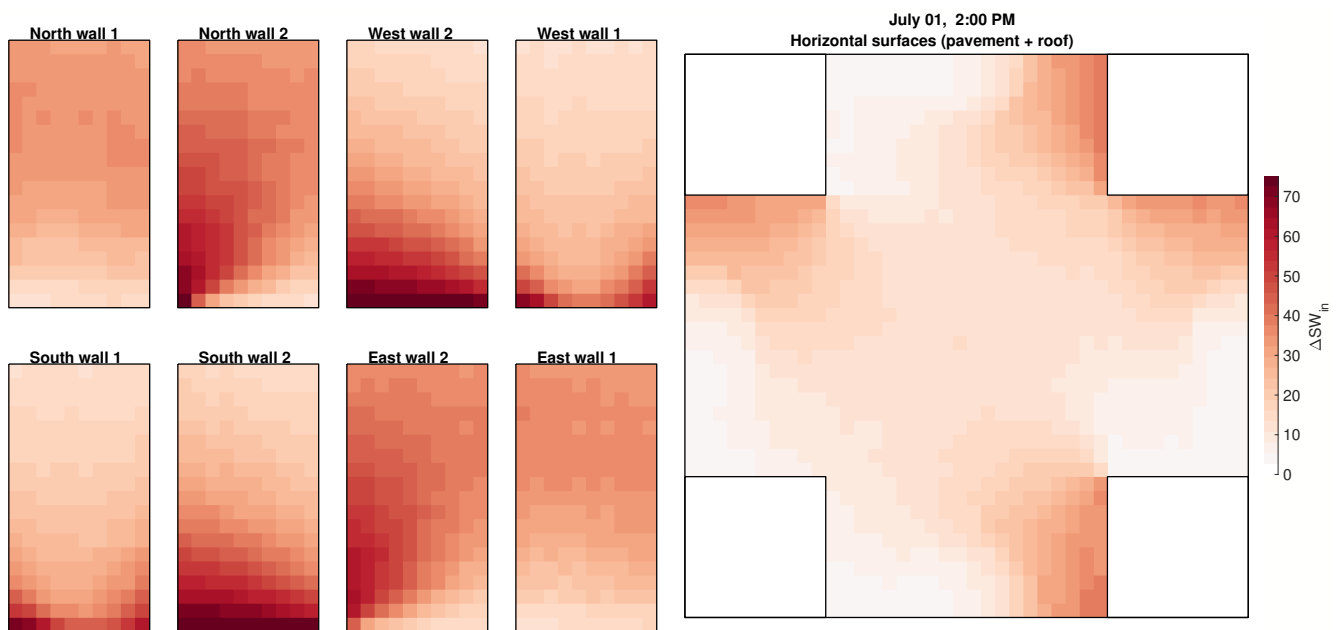 July 01, 2:00 PM
Horizontal surfaces (pavement + roof)
North wall 1
North wall 2
West wall 2
West wall 1
South wall 1
South wall 2
East wall 2
East wall 1
70
60
50
40
30
20
10
0
ΔSW_in